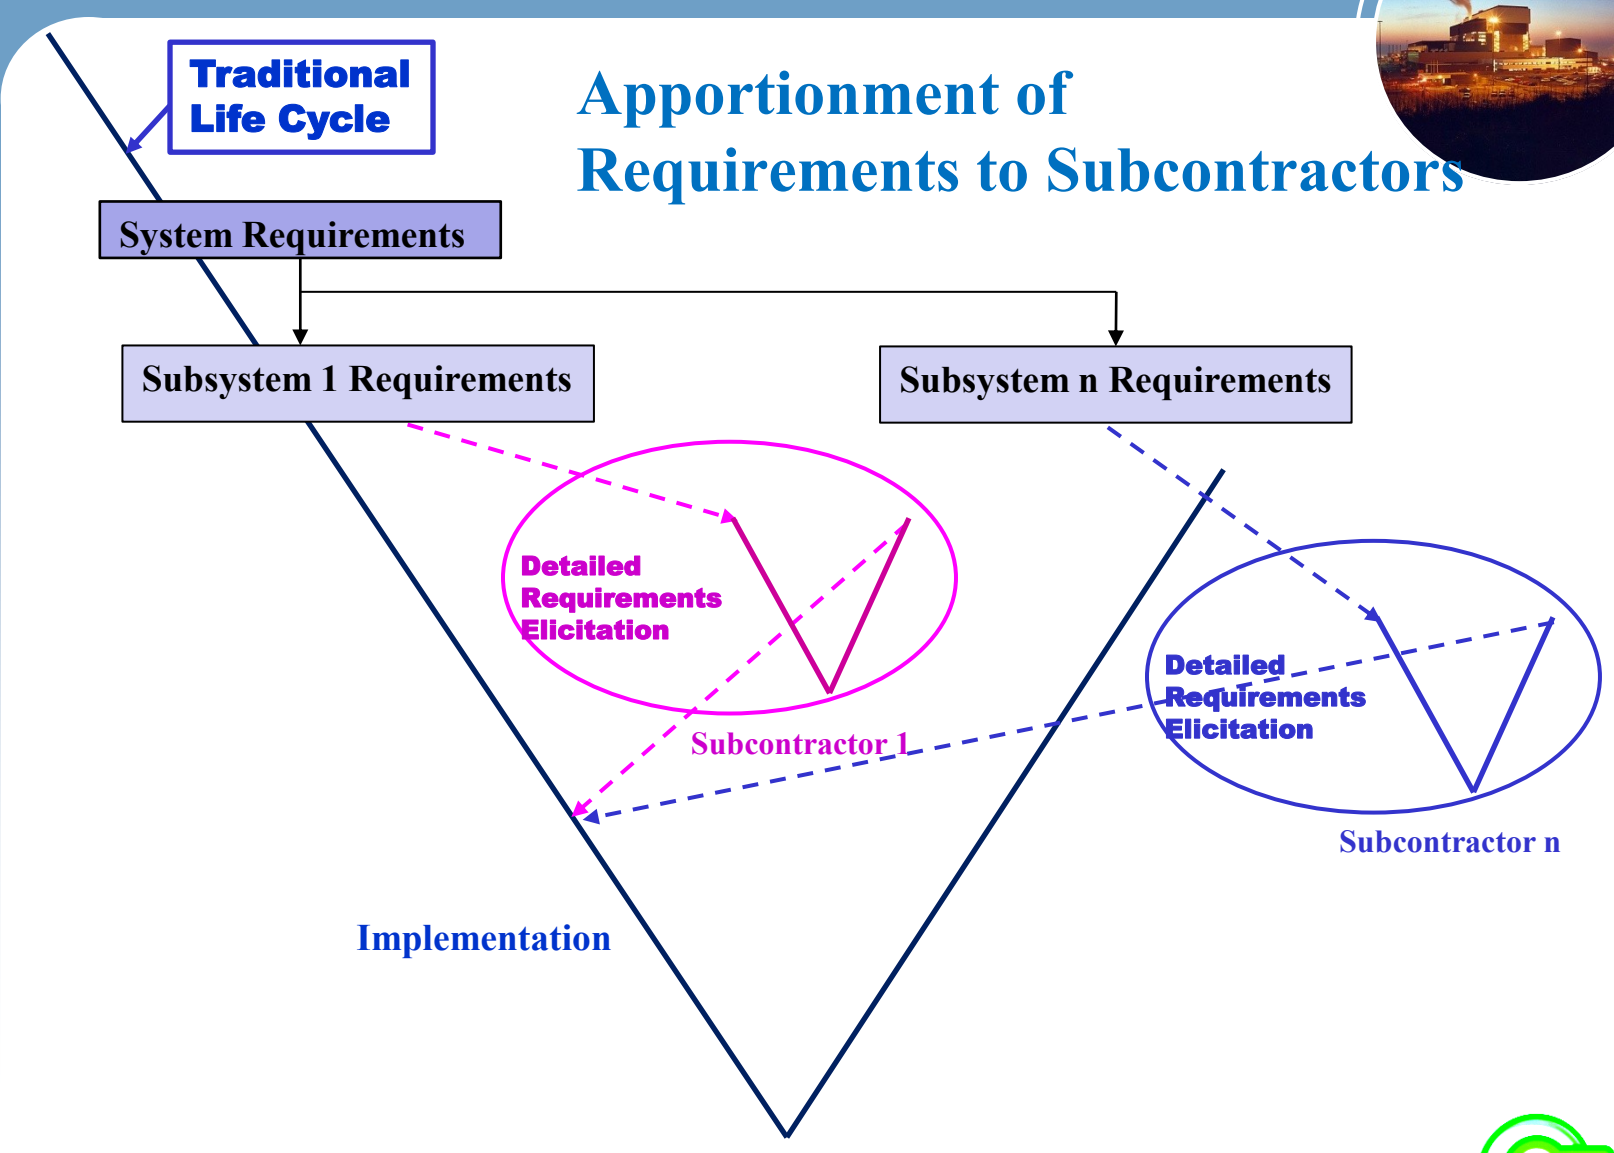 Traditional
Life Cycle
Apportionment of
Requirements to Subcontractors
System Requirements
Subsystem 1 Requirements
Subsystem n Requirements
Detailed
Requirements
Elicitation
Subcontractor 1
Detailed
Requirements
Elicitation
Subcontractor n
Implementation